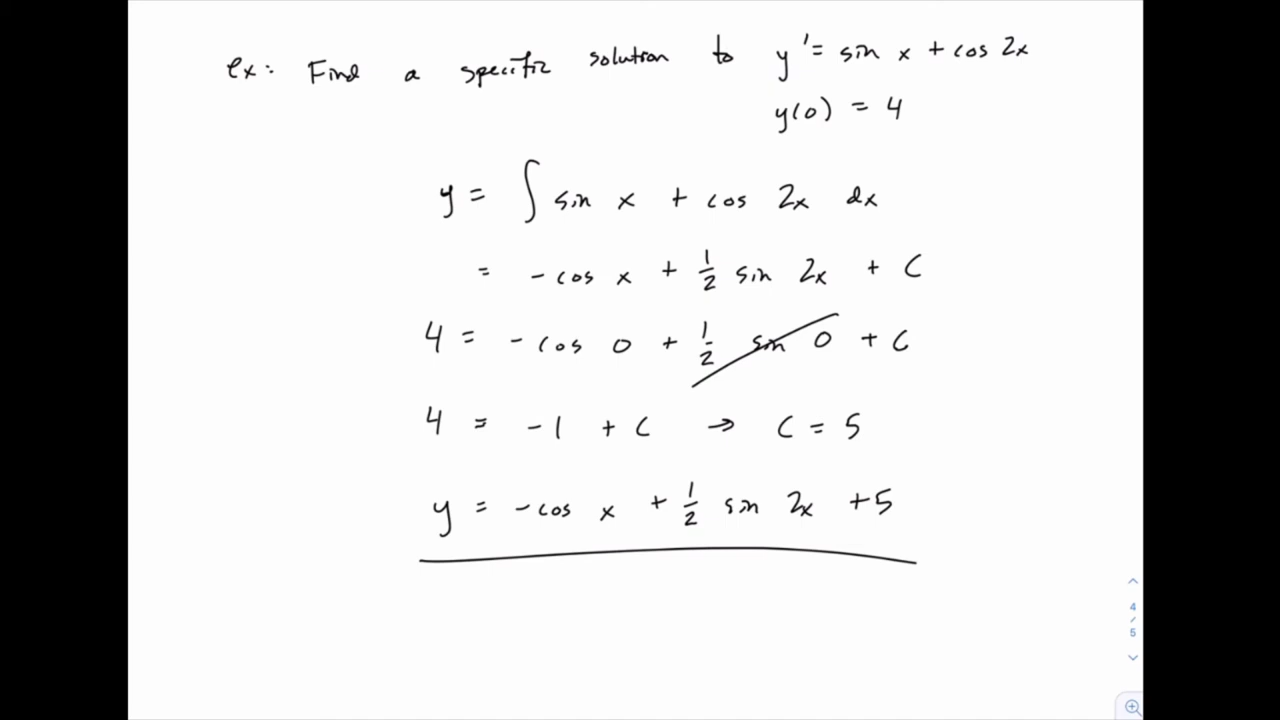 ex: Find a specific solution to y' = sin x + cos 2x
y(0) = 4
y = ∫ sin x + cos 2x dx
= -cos x + 1/2 sin 2x + C
4 = -cos 0 + 1/2 sin 0 + C
4 = -1 + C → C = 5
y = -cos x + 1/2 sin 2x + 5
4
/
5